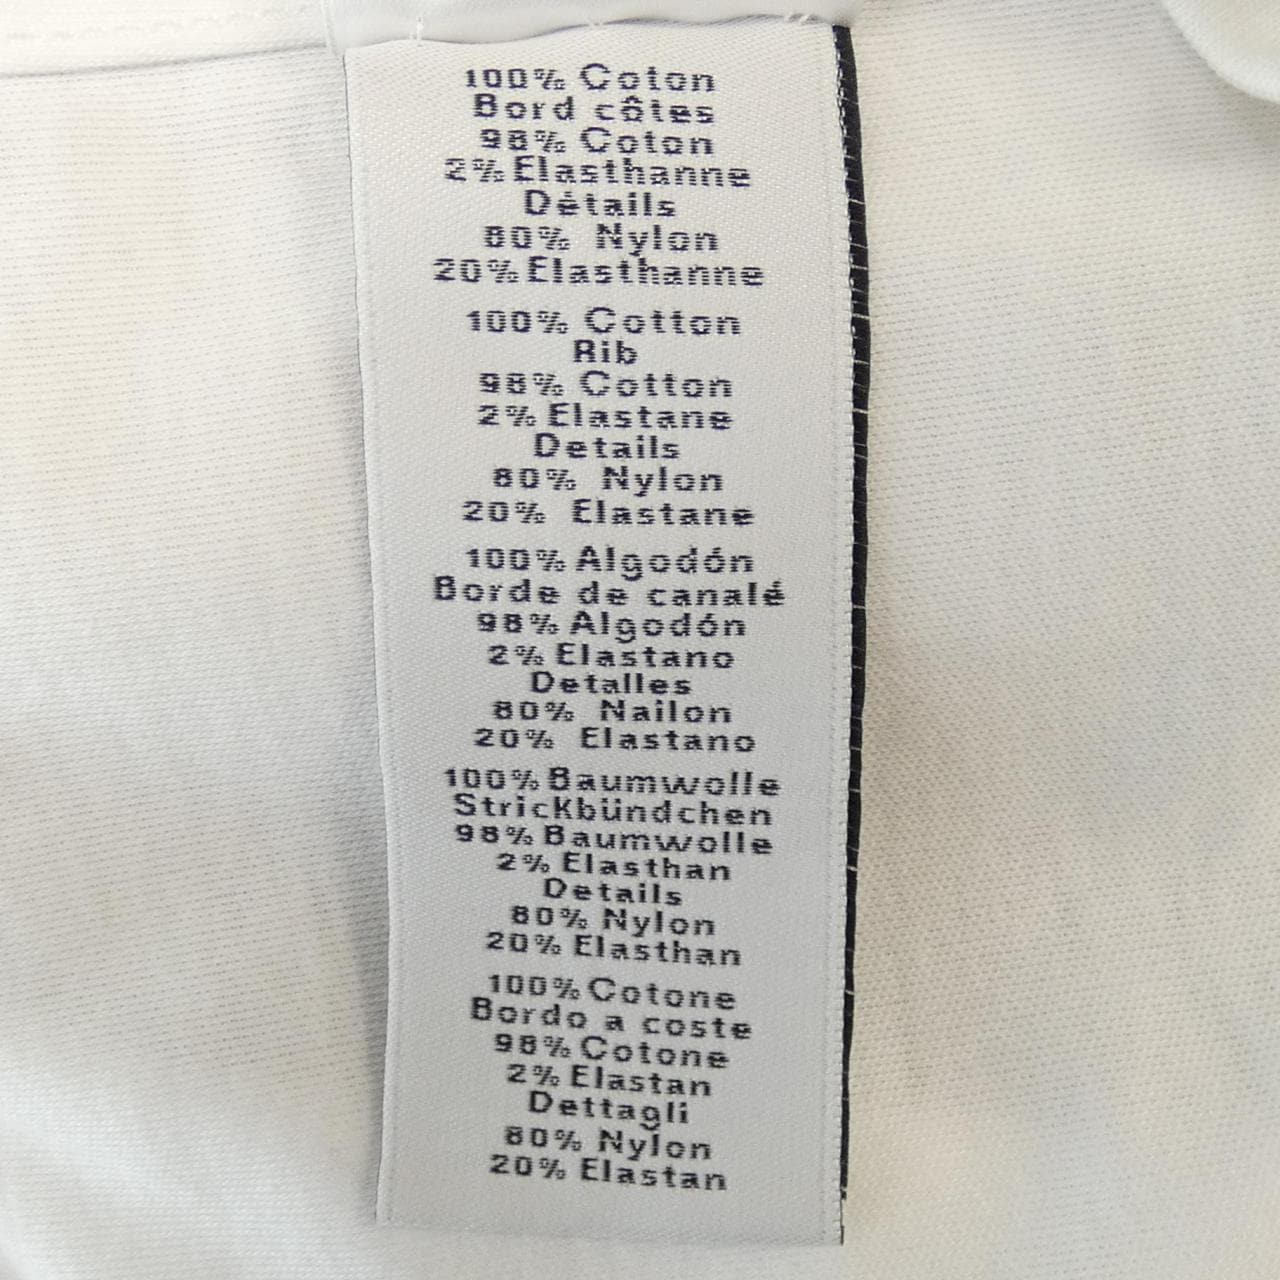 100% Coton
Bord côtes
98% Coton
2% Elasthanne
Détails
80% Nylon
20% Elasthanne
100% Cotton
Rib
98% Cotton
2% Elastane
Details
80% Nylon
20% Elastane
100% Algodón
Borde de canalé
98% Algodón
2% Elastano
Detalles
80% Nailon
20% Elastano
100% Baumwolle
Strickbündchen
98% Baumwolle
2% Elasthan
Details
80% Nylon
20% Elasthan
100% Cotone
Bordo a coste
98% Cotone
2% Elastan
Dettagli
80% Nylon
20% Elastan